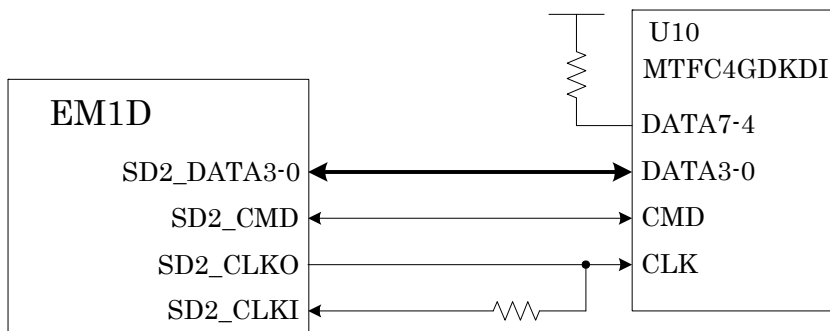 U10
MTFC4GDKDI
EM1D
DATA7-4
SD2_DATA3-0
DATA3-0
SD2_CMD
CMD
SD2_CLKO
CLK
SD2_CLKI